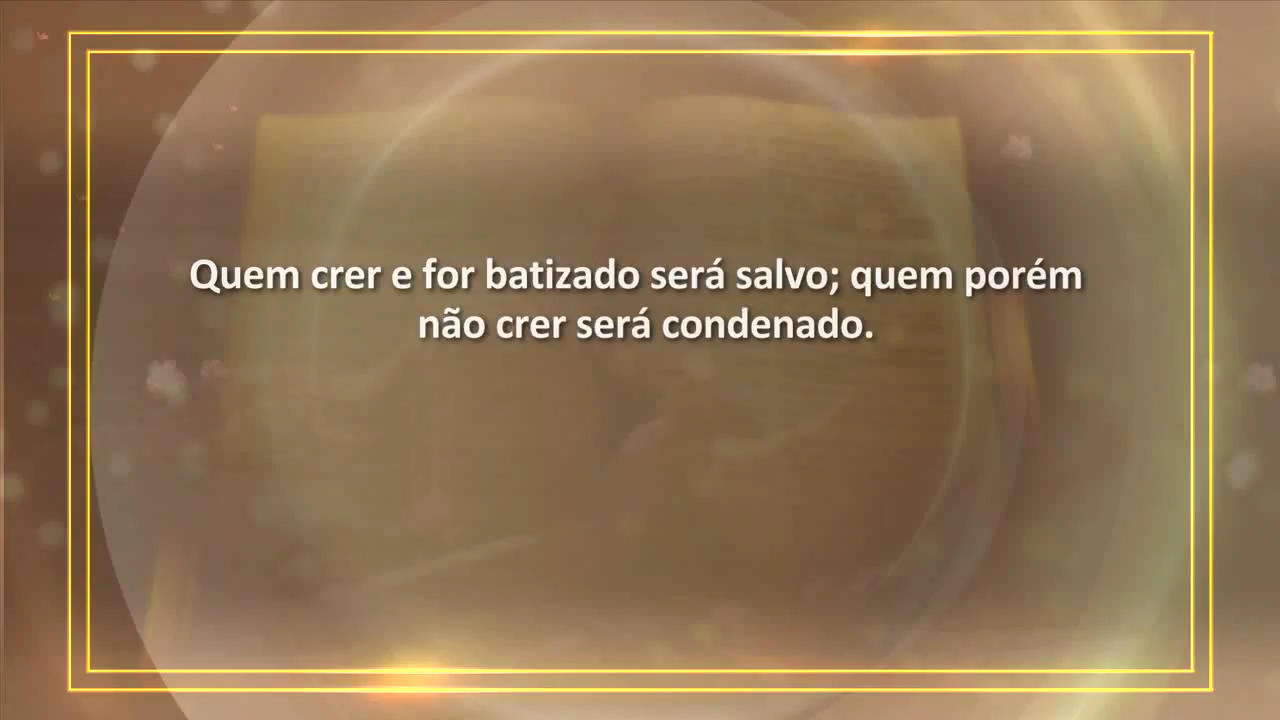 Quem crer e for batizado será salvo; quem porém
não crer será condenado.